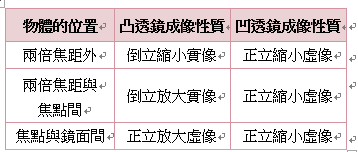 物體的位置 凸透鏡成像性質 凹透鏡成像性質
兩倍焦距外 倒立縮小實像 正立縮小虛像
兩倍焦距與
焦點間 倒立放大實像 正立縮小虛像
焦點與鏡面間 正立放大虛像 正立縮小虛像